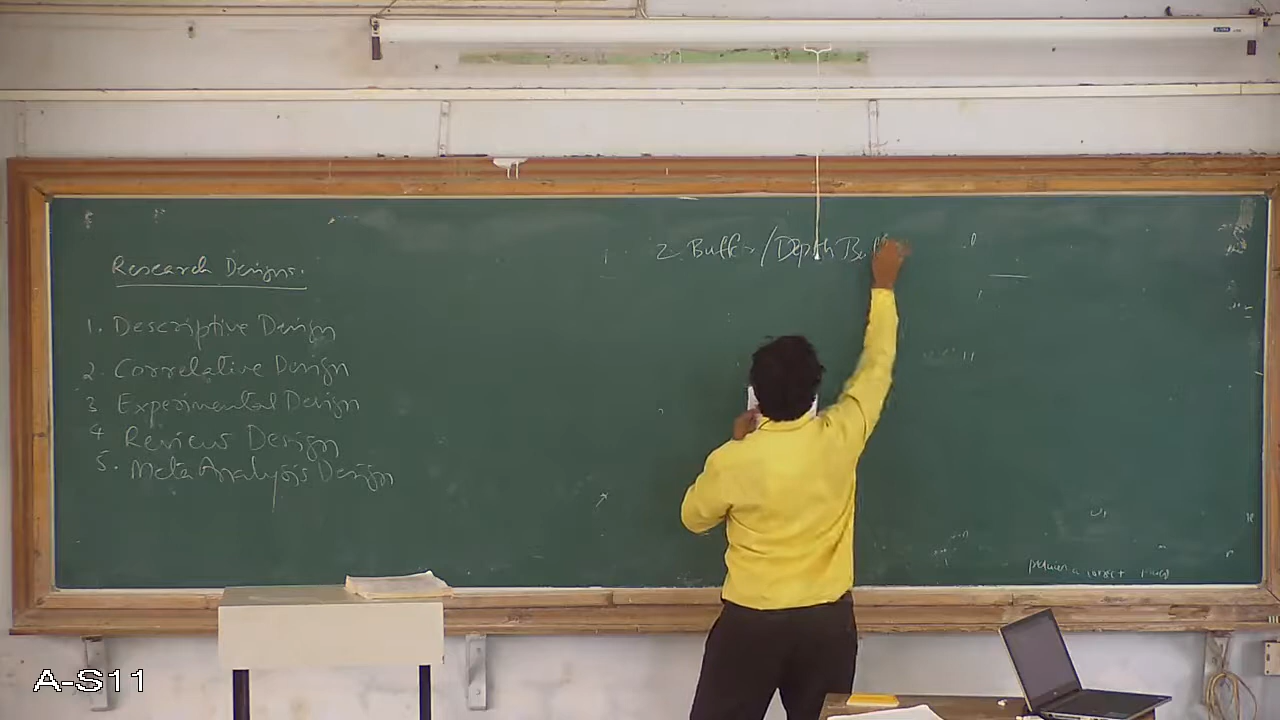 Research Designs.
1. Descriptive Design
2. Correlative Design
3 Experimental Design
4 Review Design
5. Meta Analysis Design
Z. Buffer / Depth Buff
A-S11